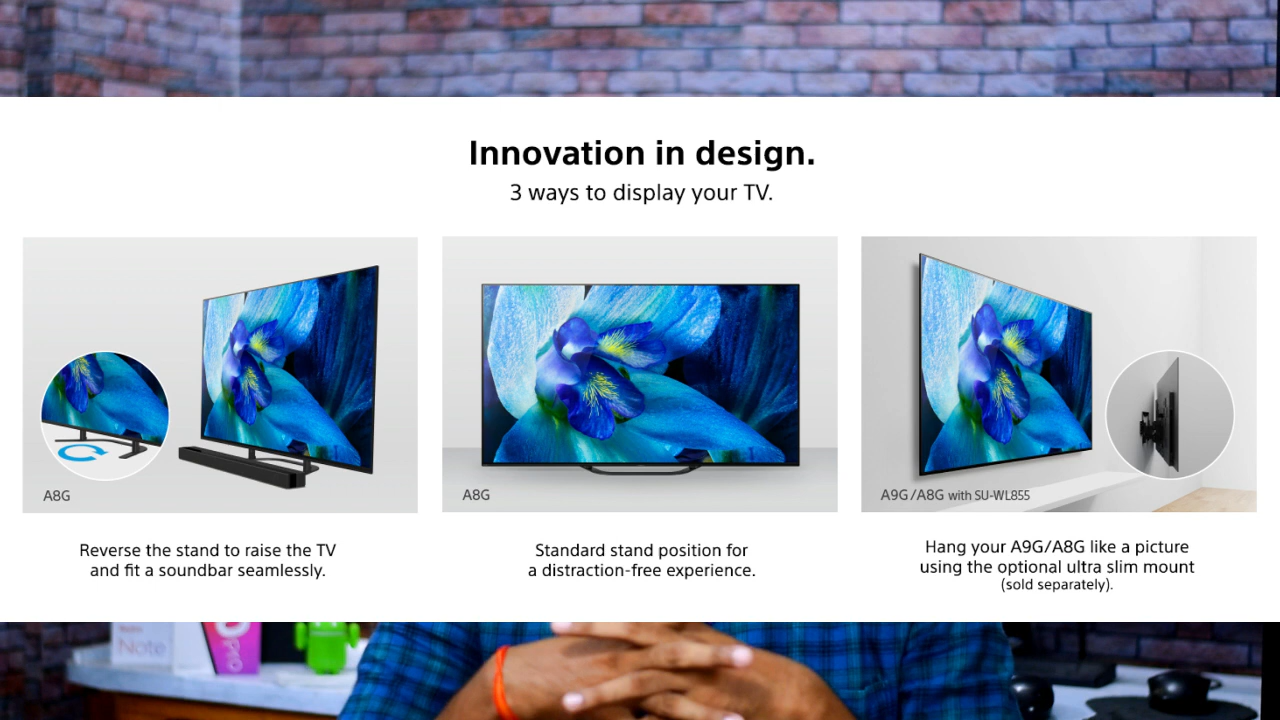 Innovation in design.
3 ways to display your TV.
A8G
A8G
A9G/A8G with SU-WL855
Reverse the stand to raise the TV
and fit a soundbar seamlessly.
Standard stand position for
a distraction-free experience.
Hang your A9G/A8G like a picture
using the optional ultra slim mount
(sold separately).
Note
pro